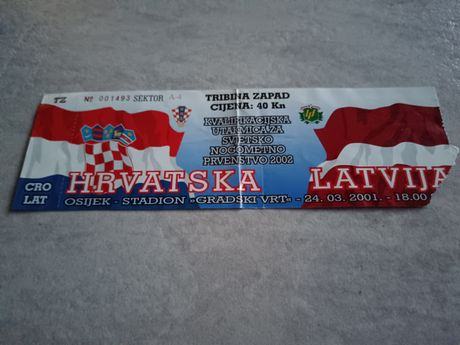 TZ № 001493 SEKTOR A-4
TRIBINA ZAPAD
CIJENA: 40 Kn
KVALIFIKACIJSKA
UTAKMICA ZA
SVJETSKO
NOGOMETNO
PRVENSTVO 2002
CRO
LAT
HRVATSKA LATVIJA
OSIJEK - STADION »GRADSKI VRT« - 24. 03. 2001. - 18.00